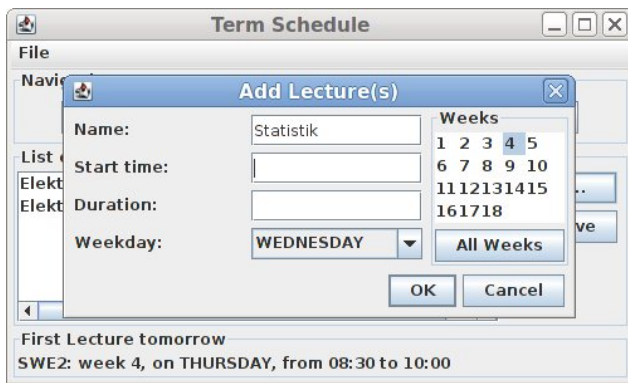 Term Schedule
File
Add Lecture(s)
Name:
Statistik
Start time:
Duration:
Weekday:
WEDNESDAY
Weeks
1 2 3 4 5
6 7 8 9 10
11 12 13 14 15
16 17 18
All Weeks
OK
Cancel
List
Elekt
Elekt
..
ve
First Lecture tomorrow
SWE2: week 4, on THURSDAY, from 08:30 to 10:00